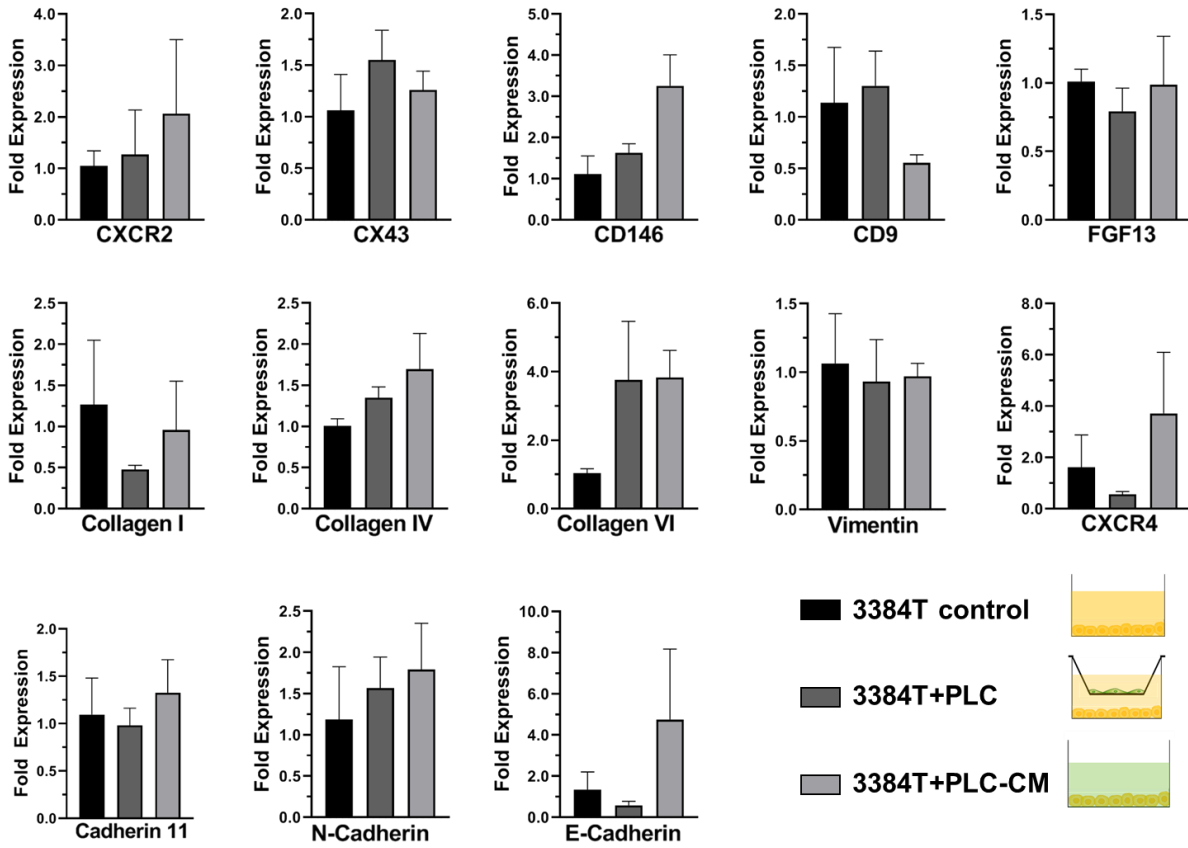 Fold Expression
4.0
3.0
2.0
1.0
0.0
CXCR2
Fold Expression
2.0
1.5
1.0
0.5
0.0
CX43
Fold Expression
5.0
4.0
3.0
2.0
1.0
0.0
CD146
Fold Expression
2.0
1.5
1.0
0.5
0.0
CD9
Fold Expression
1.5
1.0
0.5
0.0
FGF13
Fold Expression
2.5
2.0
1.5
1.0
0.5
0.0
Collagen I
Fold Expression
2.5
2.0
1.5
1.0
0.5
0.0
Collagen IV
Fold Expression
6.0
4.0
2.0
0.0
Collagen VI
Fold Expression
1.5
1.0
0.5
0.0
Vimentin
Fold Expression
8.0
6.0
4.0
2.0
0.0
CXCR4
Fold Expression
2.0
1.5
1.0
0.5
0.0
Cadherin 11
Fold Expression
2.5
2.0
1.5
1.0
0.5
0.0
N-Cadherin
Fold Expression
10.0
8.0
6.0
4.0
2.0
0.0
E-Cadherin
3384T control
3384T+PLC
3384T+PLC-CM